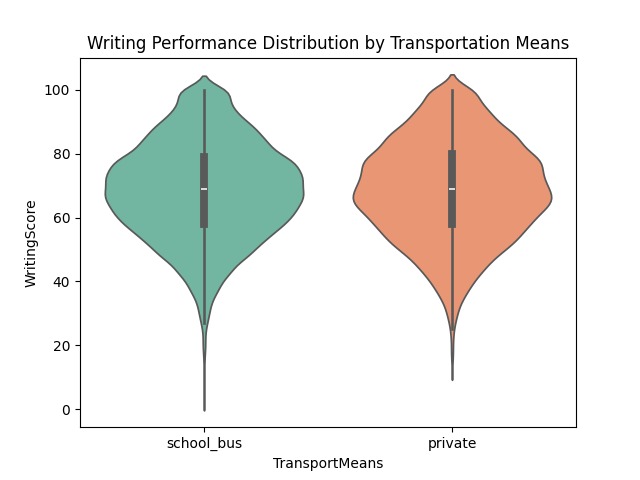 Writing Performance Distribution by Transportation Means
100
80
60
40
20
0
WritingScore
school_bus
private
TransportMeans